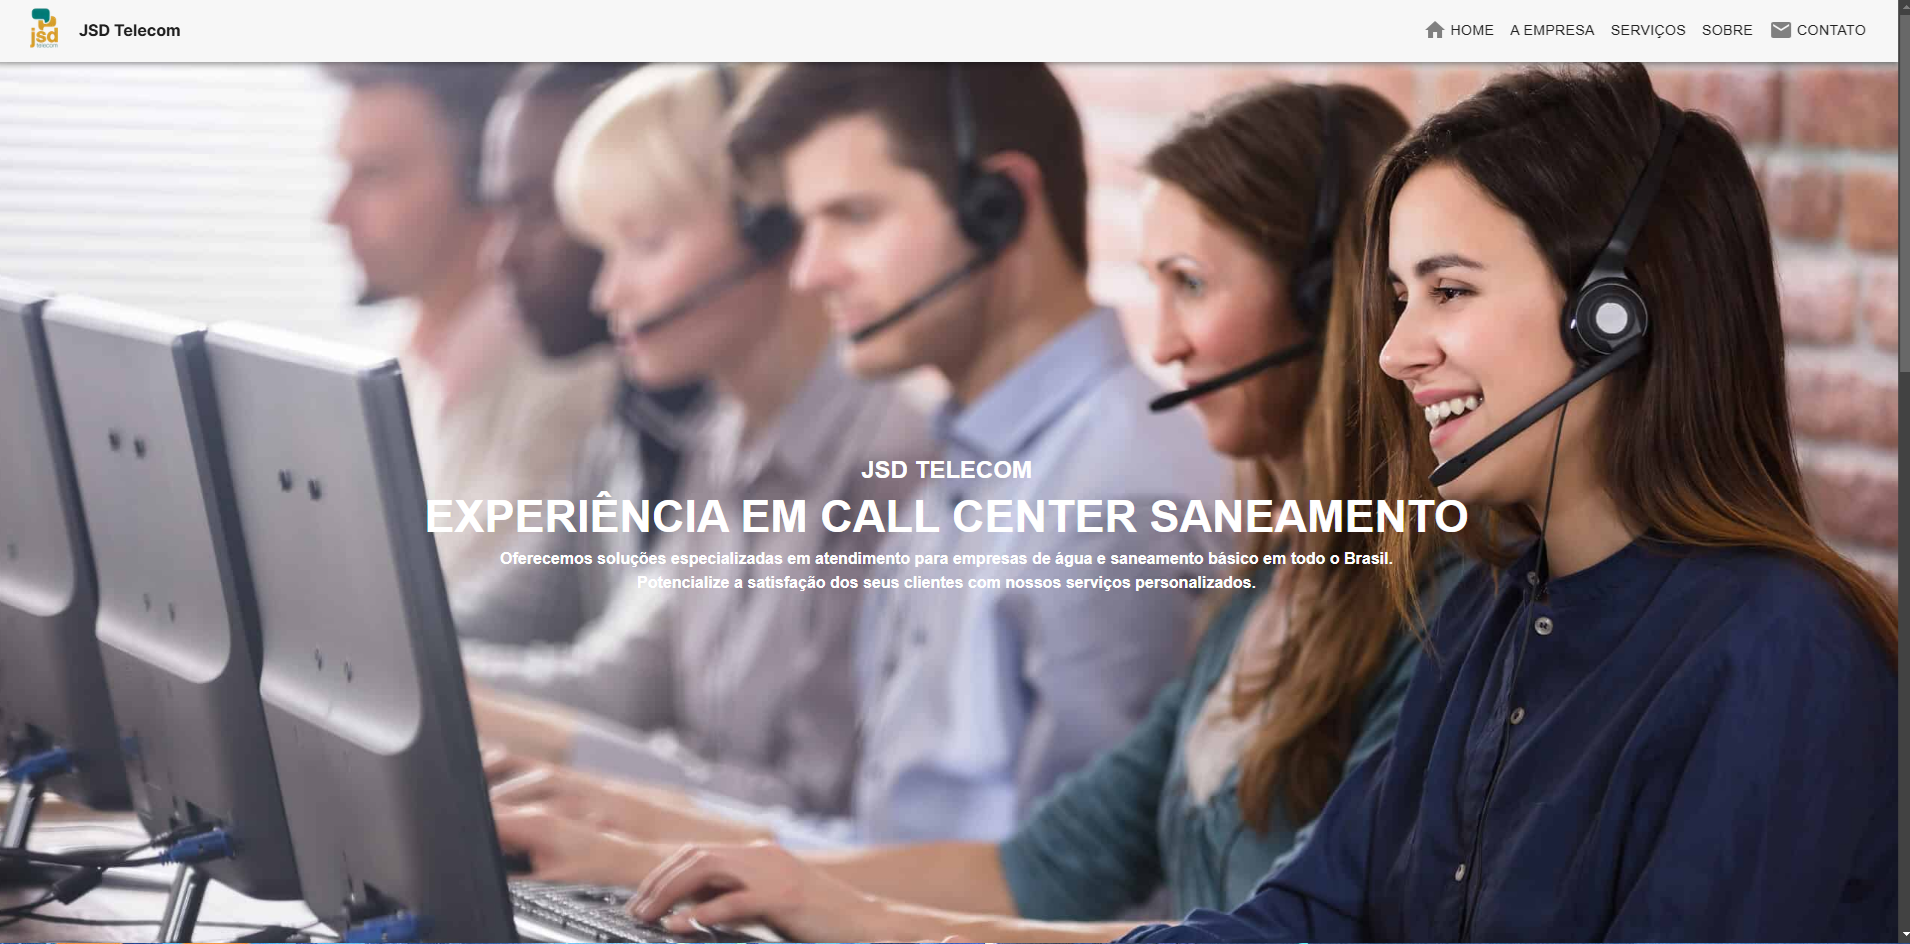 jsd
telecom
JSD Telecom
HOME
A EMPRESA
SERVIÇOS
SOBRE
CONTATO
JSD TELECOM
EXPERIÊNCIA EM CALL CENTER SANEAMENTO
Oferecemos soluções especializadas em atendimento para empresas de água e saneamento básico em todo o Brasil.
Potencialize a satisfação dos seus clientes com nossos serviços personalizados.